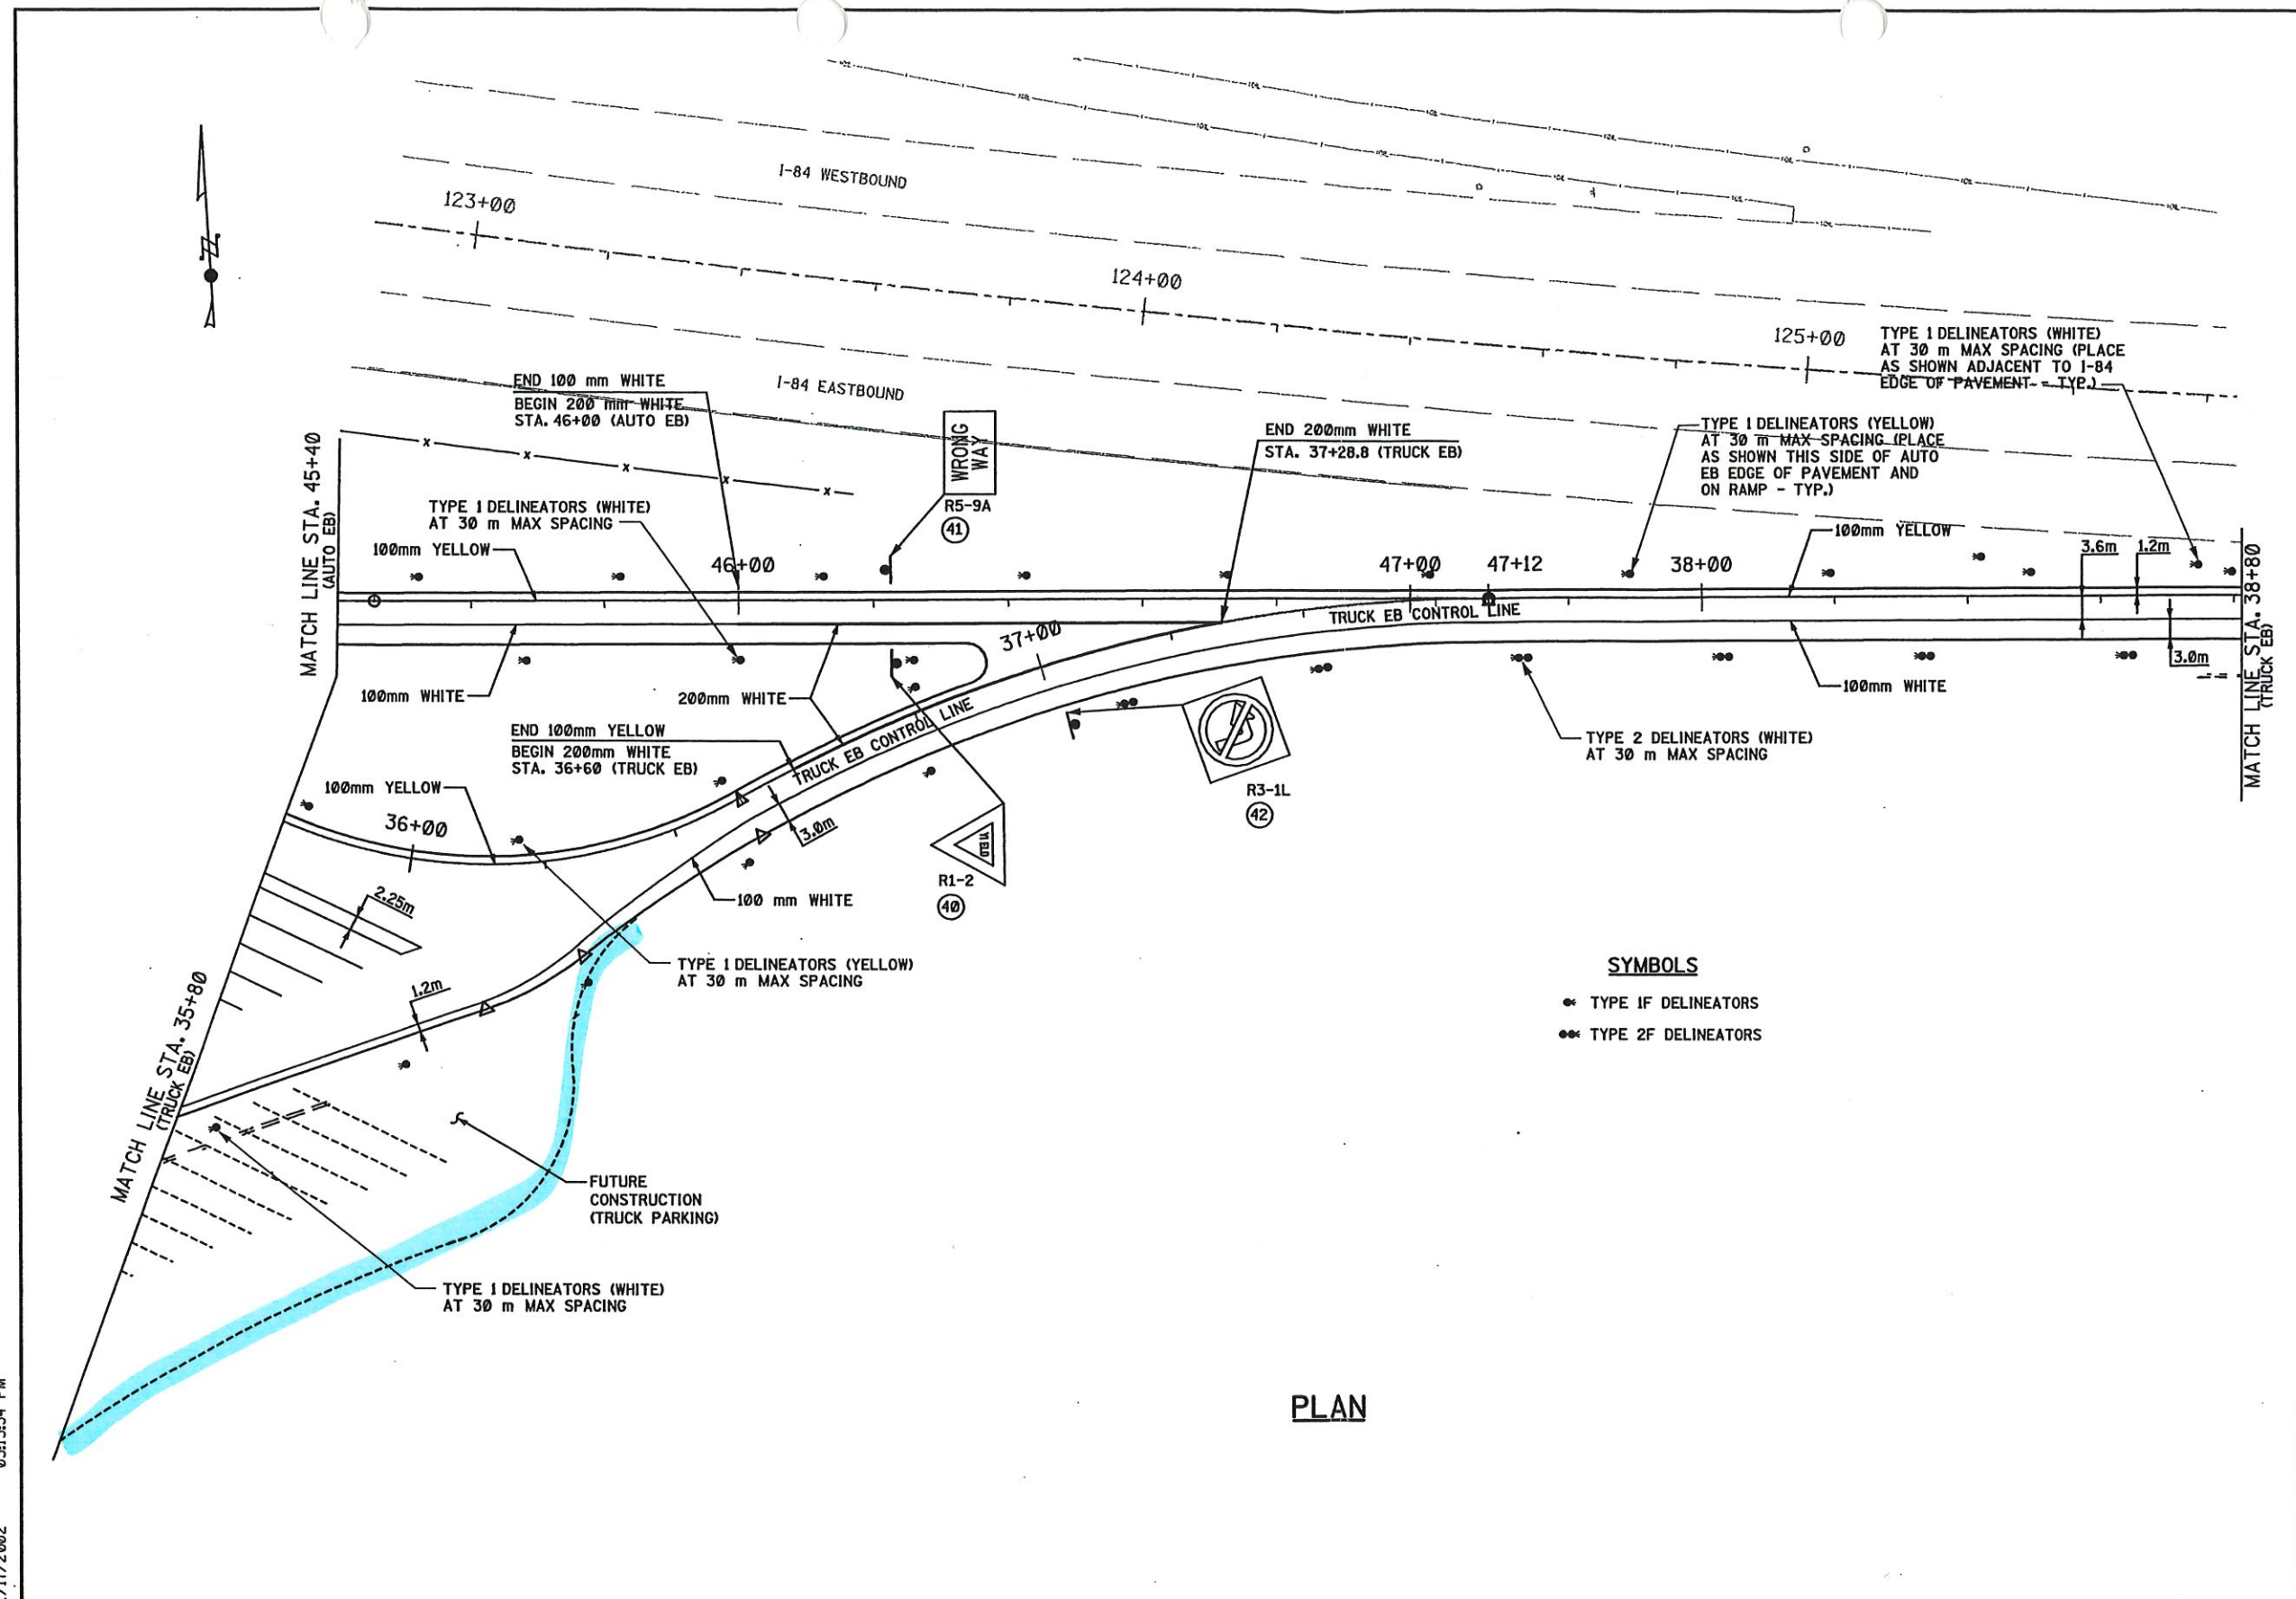 I-84 WESTBOUND
123+00
124+00
125+00
TYPE 1 DELINEATORS (WHITE)
AT 30 m MAX SPACING (PLACE
AS SHOWN ADJACENT TO I-84
EDGE OF PAVEMENT - TYP.)
I-84 EASTBOUND
END 100 mm WHITE
BEGIN 200 mm WHITE
STA. 46+00 (AUTO EB)
WRONG
WAY
R5-9A
41
END 200mm WHITE
STA. 37+28.8 (TRUCK EB)
TYPE 1 DELINEATORS (YELLOW)
AT 30 m MAX SPACING (PLACE
AS SHOWN THIS SIDE OF AUTO
EB EDGE OF PAVEMENT AND
ON RAMP - TYP.)
MATCH LINE STA. 45+40
(AUTO EB)
TYPE 1 DELINEATORS (WHITE)
AT 30 m MAX SPACING
100mm YELLOW
46+00
47+00
47+12
38+00
100mm YELLOW
3.6m
1.2m
MATCH LINE STA. 38+80
(TRUCK EB)
TRUCK EB CONTROL LINE
37+00
3.0m
100mm WHITE
200mm WHITE
100mm WHITE
TRUCK EB CONTROL LINE
END 100mm YELLOW
BEGIN 200mm WHITE
STA. 36+60 (TRUCK EB)
TYPE 2 DELINEATORS (WHITE)
AT 30 m MAX SPACING
R3-1L
42
100mm YELLOW
36+00
3.0m
YIELD
R1-2
40
2.25m
100 mm WHITE
TYPE 1 DELINEATORS (YELLOW)
AT 30 m MAX SPACING
1.2m
SYMBOLS
TYPE 1F DELINEATORS
TYPE 2F DELINEATORS
MATCH LINE STA. 35+80
(TRUCK EB)
FUTURE
CONSTRUCTION
(TRUCK PARKING)
TYPE 1 DELINEATORS (WHITE)
AT 30 m MAX SPACING
PLAN